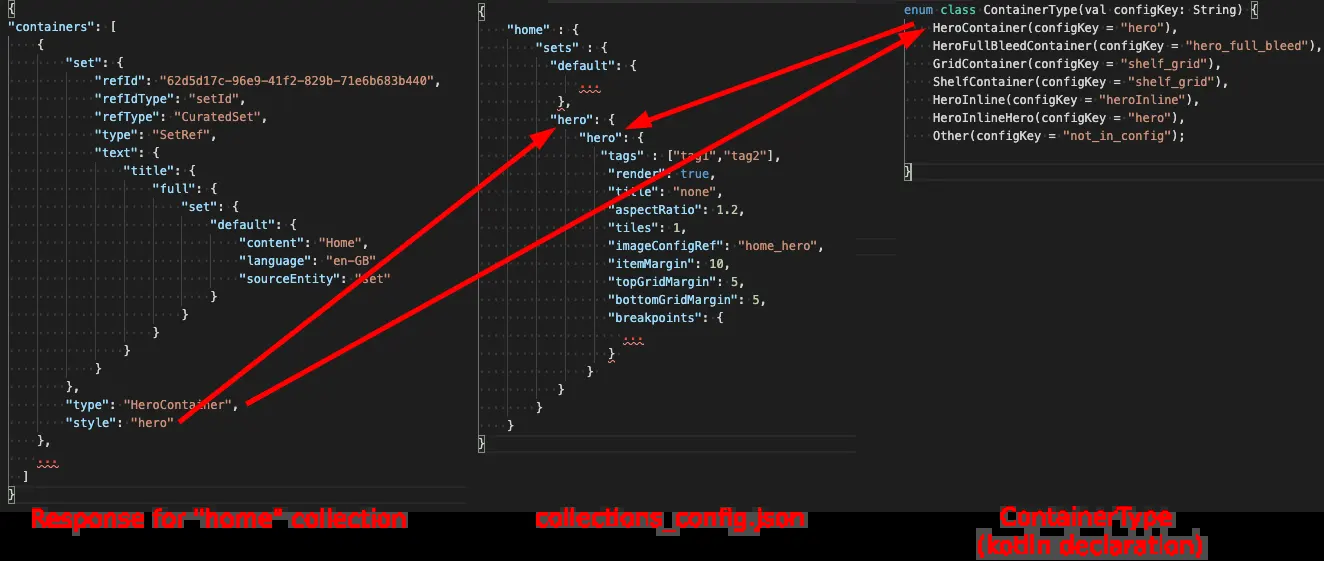 {
"containers": [
{
"set": {
"refId": "62d5d17c-96e9-41f2-829b-71e6b683b440",
"refIdType": "setId",
"refType": "CuratedSet",
"type": "SetRef",
"text": {
"title": {
"full": {
"set": {
"default": {
"content": "Home",
"language": "en-GB"
"sourceEntity": "set"
}
}
}
}
}
},
"type": "HeroContainer",
"style": "hero"
},
...
]
}
Response for "home" collection
{
"home" : {
"sets" : {
"default": {
...
},
"hero": {
"hero": {
"tags" : ["tag1","tag2"],
"render": true,
"title": "none",
"aspectRatio": 1.2,
"tiles": 1,
"imageConfigRef": "home_hero",
"itemMargin": 10,
"topGridMargin": 5,
"bottomGridMargin": 5,
"breakpoints": {
...
}
}
}
}
}
}
collections_config.json
enum class ContainerType(val configKey: String) {
HeroContainer(configKey = "hero"),
HeroFullBleedContainer(configKey = "hero_full_bleed"),
GridContainer(configKey = "shelf_grid"),
ShelfContainer(configKey = "shelf_grid"),
HeroInline(configKey = "heroInline"),
HeroInlineHero(configKey = "hero"),
Other(configKey = "not_in_config");
}
ContainerType
(kotlin declaration)